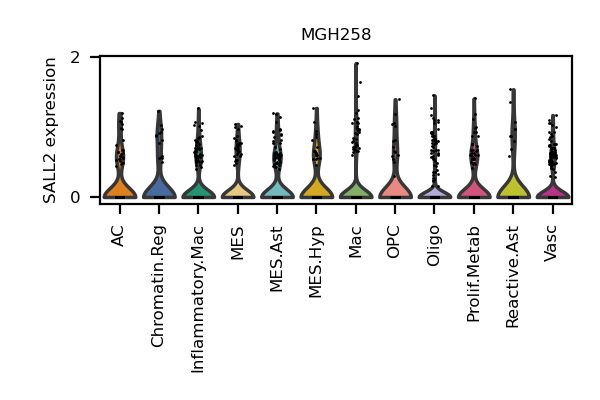 MGH258
SALL2 expression
2
0
AC
Chromatin.Reg
Inflammatory.Mac
MES
MES.Ast
MES.Hyp
Mac
OPC
Oligo
Prolif.Metab
Reactive.Ast
Vasc